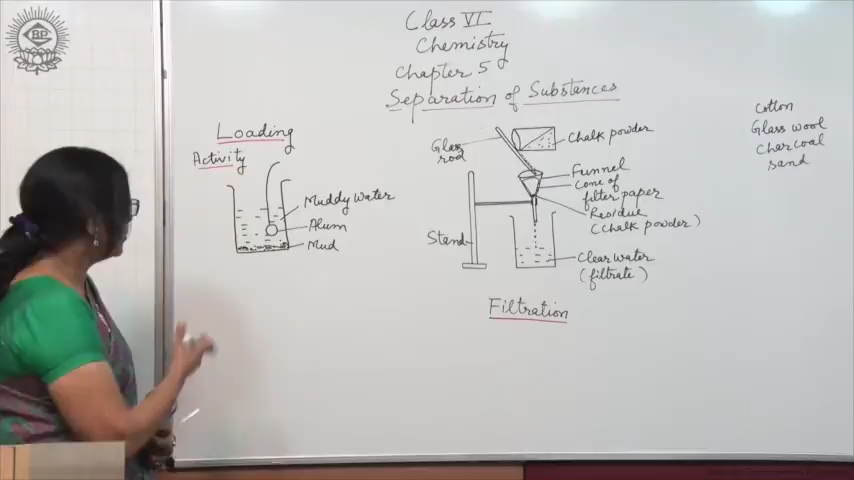 Class VI
Chemistry
Chapter 5
Separation of Substances
Loading
Activity
Muddy Water
Alum
Mud
Glass
rod
Chalk powder
Funnel
Cone of
filter paper
Residue
(Chalk powder)
Stand
Clear water
(filtrate)
Filtration
Cotton
Glass wool
Charcoal
sand